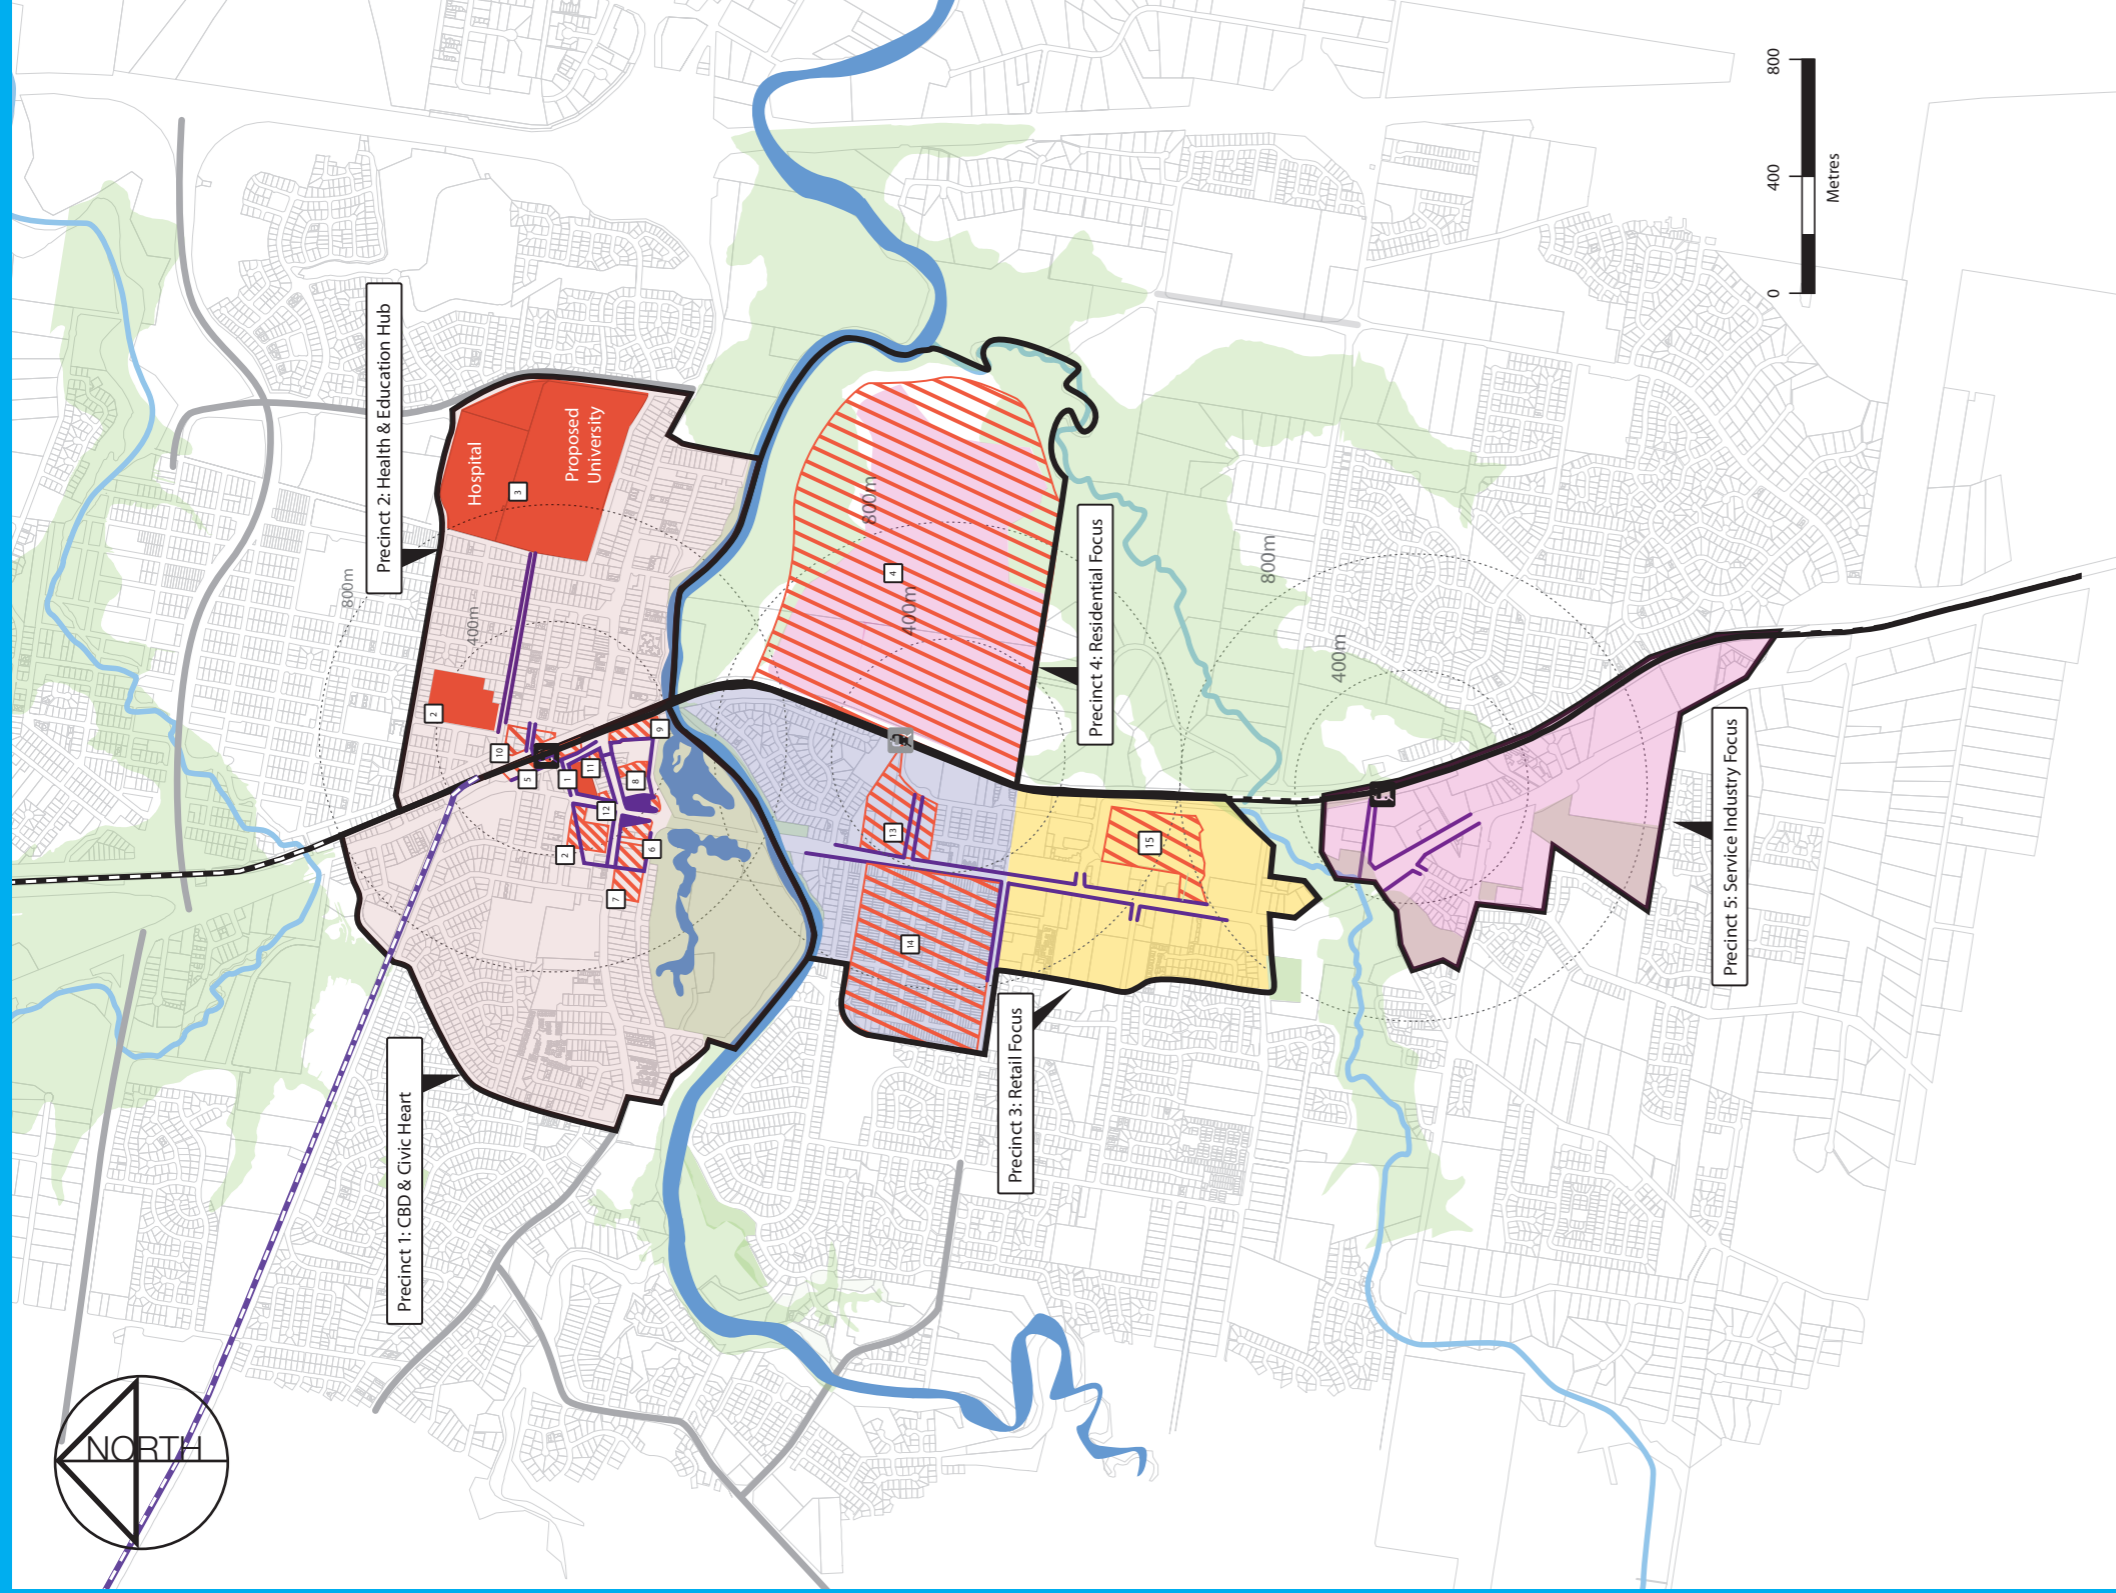 Precinct 2: Health & Education Hub
Hospital
Proposed
University
3
800m
400m
2
10
5
1
11
12
8
9
2
6
7
Precinct 1: CBD & Civic Heart
800m
400m
4
Precinct 4: Residential Focus
13
14
15
Precinct 3: Retail Focus
800m
400m
Precinct 5: Service Industry Focus
0
400
800
Metres
NORTH